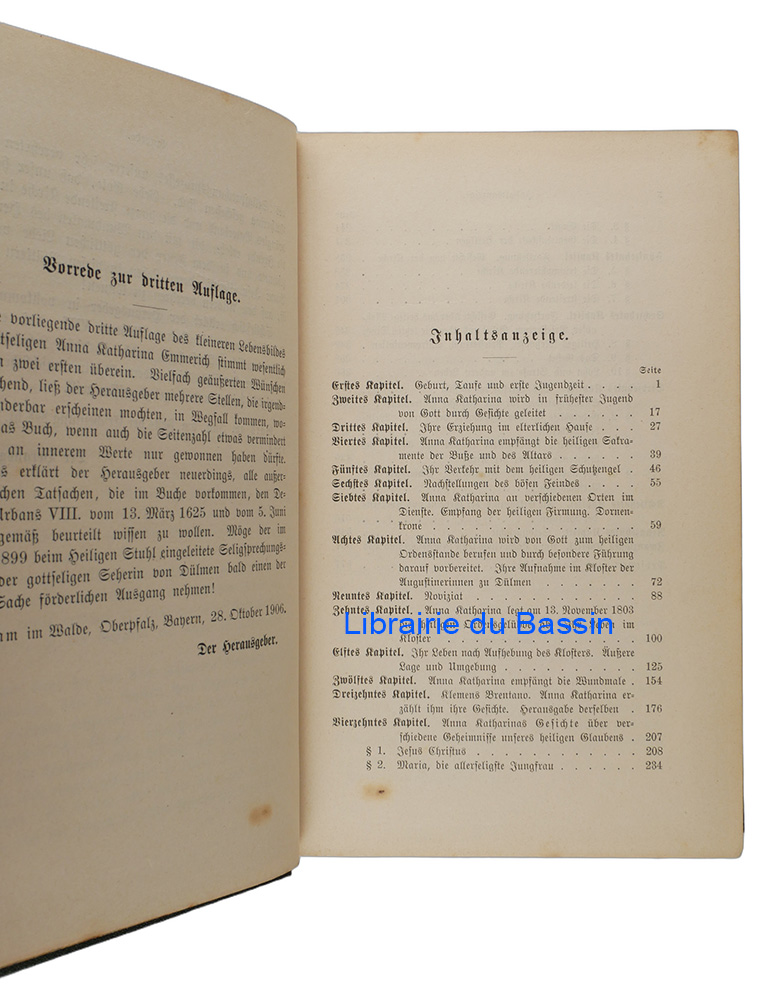 Vorrede zur dritten Auflage.
vorliegende dritte Auflage des kleineren Lebensbildes
tseligen Anna Katharina Emmerich stimmt wesentlich
n zwei ersten überein. Vielfach geäußerten Wünschen
hend, ließ der Herausgeber mehrere Stellen, die irgend-
nderbar erscheinen mochten, in Wegfall kommen, wo-
as Buch, wenn auch die Seitenzahl etwas vermindert
an innerem Werte nur gewonnen haben dürfte.
s erklärt der Herausgeber neuerdings, alle außer-
chen Tatsachen, die im Buche vorkommen, den De-
Urbans VIII. vom 13. März 1625 und vom 5. Juni
gemäß beurteilt wissen zu wollen. Möge der im
1899 beim Heiligen Stuhl eingeleitete Seligsprechungs-
der gottseligen Seherin von Dülmen bald einen der
Sache förderlichen Ausgang nehmen!
am im Walde, Oberpfalz, Bayern, 28. Oktober 1906.
Der Herausgeber.
Inhaltsanzeige.
Seite
Erstes Kapitel. Geburt, Taufe und erste Jugendzeit . . . . 1
Zweites Kapitel. Anna Katharina wird in frühester Jugend
von Gott durch Gesichte geleitet . . . . . . . 17
Drittes Kapitel. Ihre Erziehung im elterlichen Hause . . . 27
Viertes Kapitel. Anna Katharina empfängt die heiligen Sakra-
mente der Buße und des Altars . . . . . . . 39
Fünftes Kapitel. Ihr Verkehr mit dem heiligen Schutzengel . 46
Sechstes Kapitel. Nachstellungen des bösen Feindes . . . . 55
Siebtes Kapitel. Anna Katharina an verschiedenen Orten im
Dienste. Empfang der heiligen Firmung. Dornen-
krone . . . . . . . . . . . . . 59
Achtes Kapitel. Anna Katharina wird von Gott zum heiligen
Ordensstande berufen und durch besondere Führung
darauf vorbereitet. Ihre Aufnahme im Kloster der
Augustinerinnen zu Dülmen . . . . . . . . 72
Neuntes Kapitel. Noviziat . . . . . . . . . . 88
Zehntes Kapitel. Anna Katharina legt am 13. November 1803
Librairie du Bassin
Kloster . . . . . . . . . . . . 100
Elftes Kapitel. Ihr Leben nach Aufhebung des Klosters. Äußere
Lage und Umgebung . . . . . . . . . . 125
Zwölftes Kapitel. Anna Katharina empfängt die Wundmale . 154
Dreizehntes Kapitel. Klemens Brentano. Anna Katharina er-
zählt ihm ihre Gesichte. Herausgabe derselben . 176
Vierzehntes Kapitel. Anna Katharinas Gesichte über ver-
schiedene Geheimnisse unseres heiligen Glaubens . 207
§ 1. Jesus Christus . . . . . . . . . . . 208
§ 2. Maria, die allerseligste Jungfrau . . . . . . 234